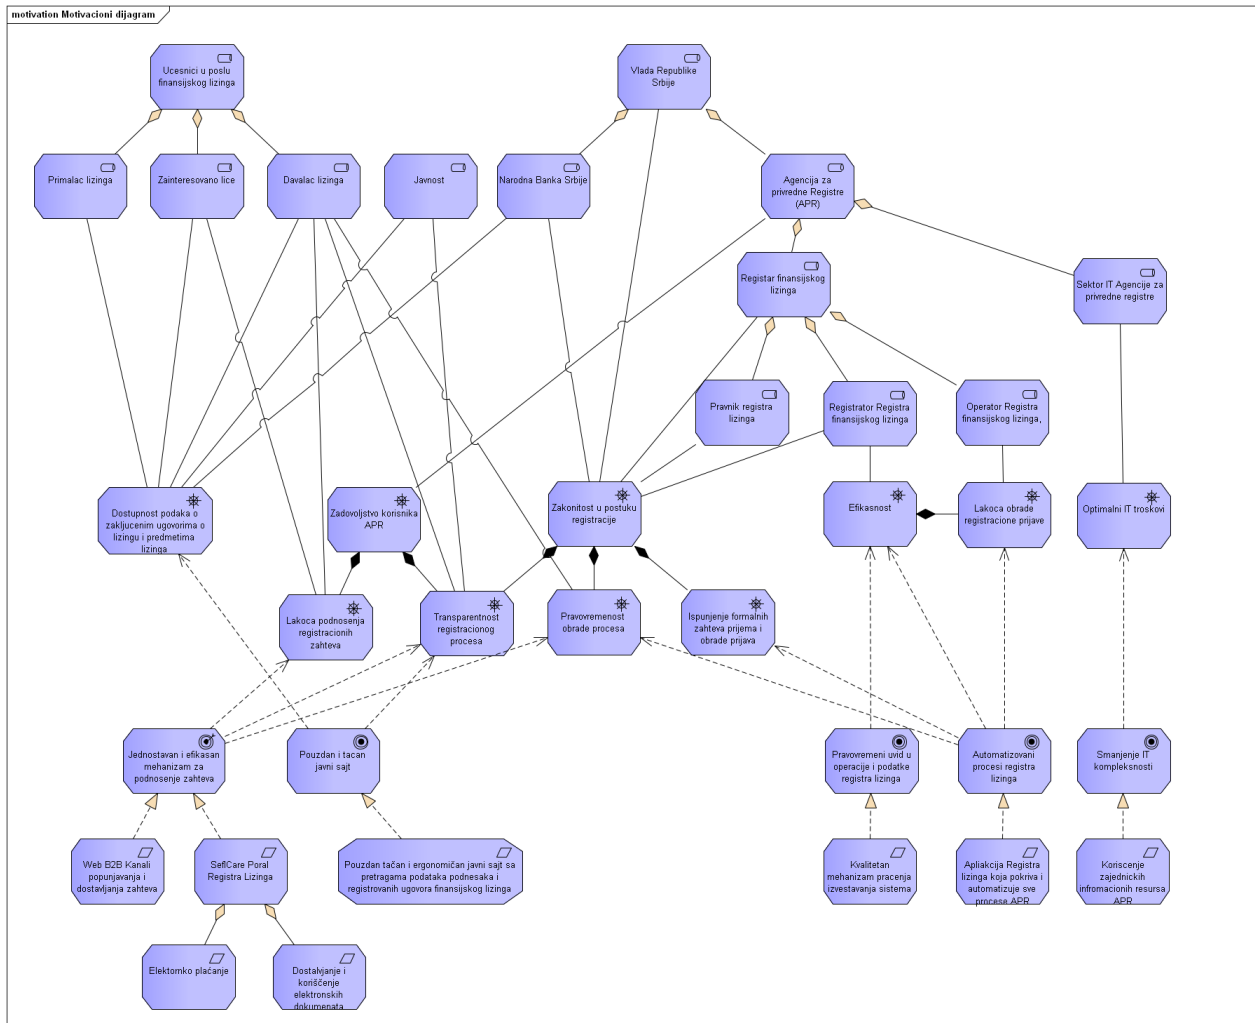 motivation Motivacioni dijagram
Ucesnici u poslu
finansijskog lizinga
Vlada Republike
Srbije
Primalac lizinga
Zainteresovano lice
Davalac lizinga
Javnost
Narodna Banka Srbije
Agencija za
privredne Registre
(APR)
Registar finansijskog
lizinga
Sektor IT Agencije za
privredne registre
Pravnik registra
lizinga
Registrator Registra
finansijskog lizinga
Operator Registra
finansijskog lizinga,
Dostupnost podaka o
zakljucenim ugovorima o
lizingu i predmetima
lizinga
Zadovoljstvo korisnika
APR
Zakonitost u postuku
registracije
Efikasnost
Lakoca obrade
registracione prijave
Optimalni IT troskovi
Lakoca podnosenja
registracionih
zahteva
Transparentnost
registracionog
procesa
Pravovremenost
obrade procesa
Ispunjenje formalnih
zahteva prijema i
obrade prijava
Jednostavan i efikasan
mehanizam za
podnosenje zahteva
Pouzdan i tacan
javni sajt
Pravovremeni uvid u
operacije i podatke
registra lizinga
Automatizovani
procesi registra
lizinga
Smanjenje IT
kompleksnosti
Web B2B Kanali
popunjavanja i
dostavljanja zahteva
SeflCare Poral
Registra Lizinga
Pouzdan tačan i ergonomičan javni sajt sa
pretragama podataka podnesaka i
registrovanih ugovora finansijskog lizinga
Kvalitetan
mehanizam pracenja
izvestavanja sistema
Apliakcija Registra
lizinga koja pokriva i
automatizuje sve
procese APR
Koriscenje
zajednickih
infromacionih resursa
APR
Elektornko plaćanje
Dostalvjanje i
korišćenje
elektronskih
dokumenata